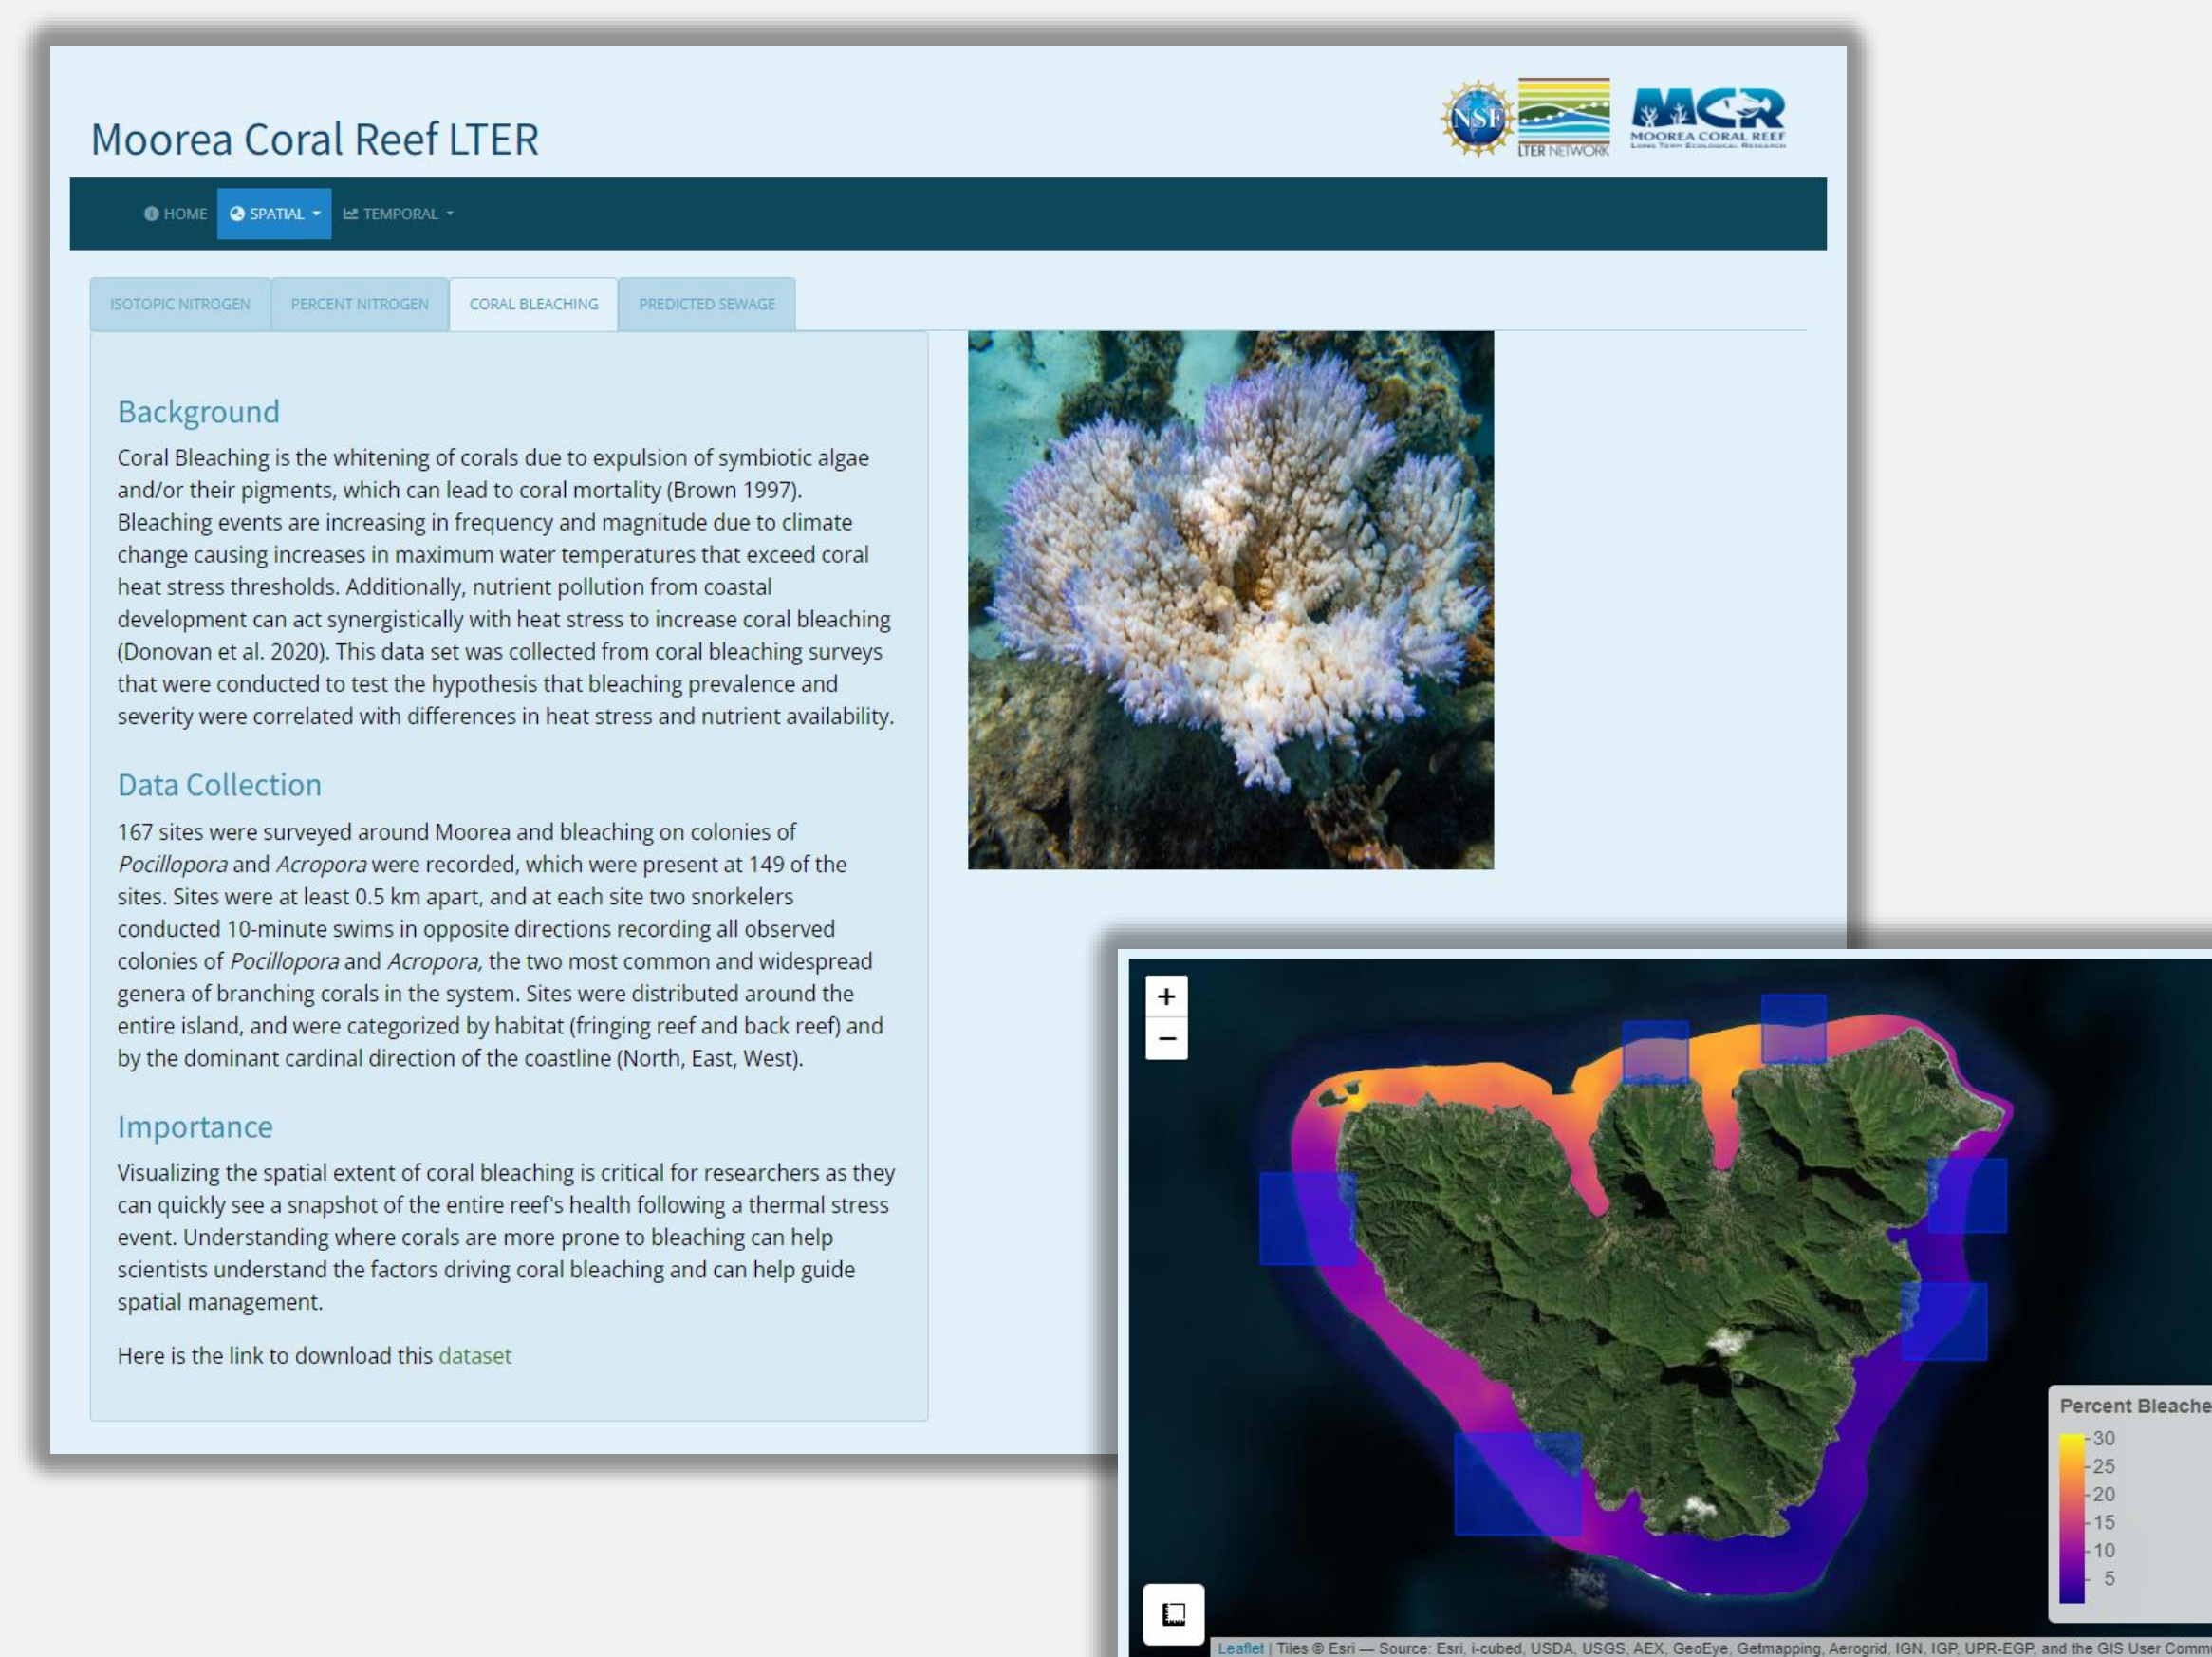 Moorea Coral Reef LTER
NSF
LTER NETWORK
MCR
MOOREA CORAL REEF
Long Term Ecological Research
HOME SPATIAL TEMPORAL
ISOTOPIC NITROGEN PERCENT NITROGEN CORAL BLEACHING PREDICTED SEWAGE
Background
Coral Bleaching is the whitening of corals due to expulsion of symbiotic algae
and/or their pigments, which can lead to coral mortality (Brown 1997).
Bleaching events are increasing in frequency and magnitude due to climate
change causing increases in maximum water temperatures that exceed coral
heat stress thresholds. Additionally, nutrient pollution from coastal
development can act synergistically with heat stress to increase coral bleaching
(Donovan et al. 2020). This data set was collected from coral bleaching surveys
that were conducted to test the hypothesis that bleaching prevalence and
severity were correlated with differences in heat stress and nutrient availability.
Data Collection
167 sites were surveyed around Moorea and bleaching on colonies of
Pocillopora and Acropora were recorded, which were present at 149 of the
sites. Sites were at least 0.5 km apart, and at each site two snorkelers
conducted 10-minute swims in opposite directions recording all observed
colonies of Pocillopora and Acropora, the two most common and widespread
genera of branching corals in the system. Sites were distributed around the
entire island, and were categorized by habitat (fringing reef and back reef) and
by the dominant cardinal direction of the coastline (North, East, West).
Importance
Visualizing the spatial extent of coral bleaching is critical for researchers as they
can quickly see a snapshot of the entire reef's health following a thermal stress
event. Understanding where corals are more prone to bleaching can help
scientists understand the factors driving coral bleaching and can help guide
spatial management.
Here is the link to download this dataset
+
−
Percent Bleache
30
25
20
15
10
5
Leaflet | Tiles © Esri — Source: Esri, i-cubed, USDA, USGS, AEX, GeoEye, Getmapping, Aerogrid, IGN, IGP, UPR-EGP, and the GIS User Comm